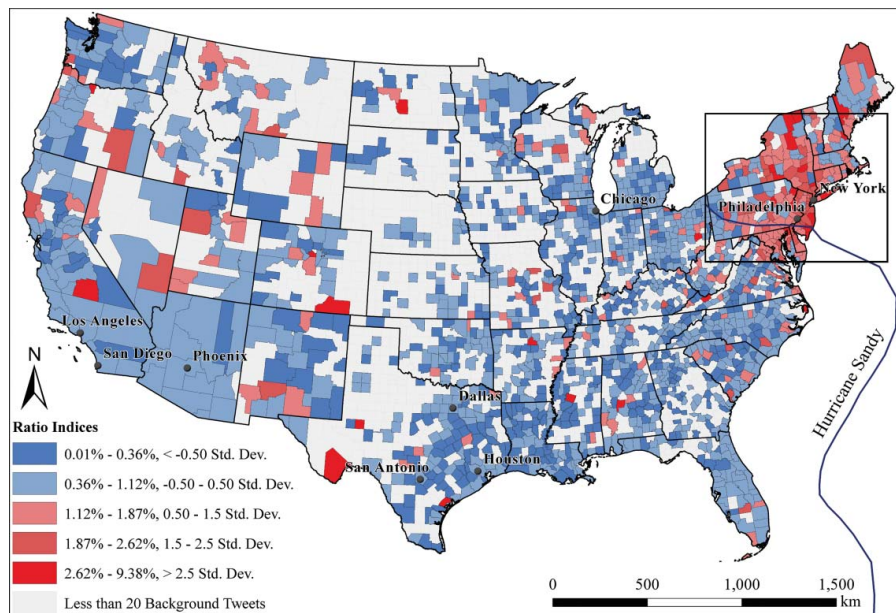 Chicago
New York
Philadelphia
Los Angeles
San Diego
Phoenix
N
Dallas
Hurricane Sandy
San Antonio
Houston
Ratio Indices
0.01% - 0.36%, < -0.50 Std. Dev.
0.36% - 1.12%, -0.50 - 0.50 Std. Dev.
1.12% - 1.87%, 0.50 - 1.5 Std. Dev.
1.87% - 2.62%, 1.5 - 2.5 Std. Dev.
2.62% - 9.38%, > 2.5 Std. Dev.
Less than 20 Background Tweets
0 500 1,000 1,500
km